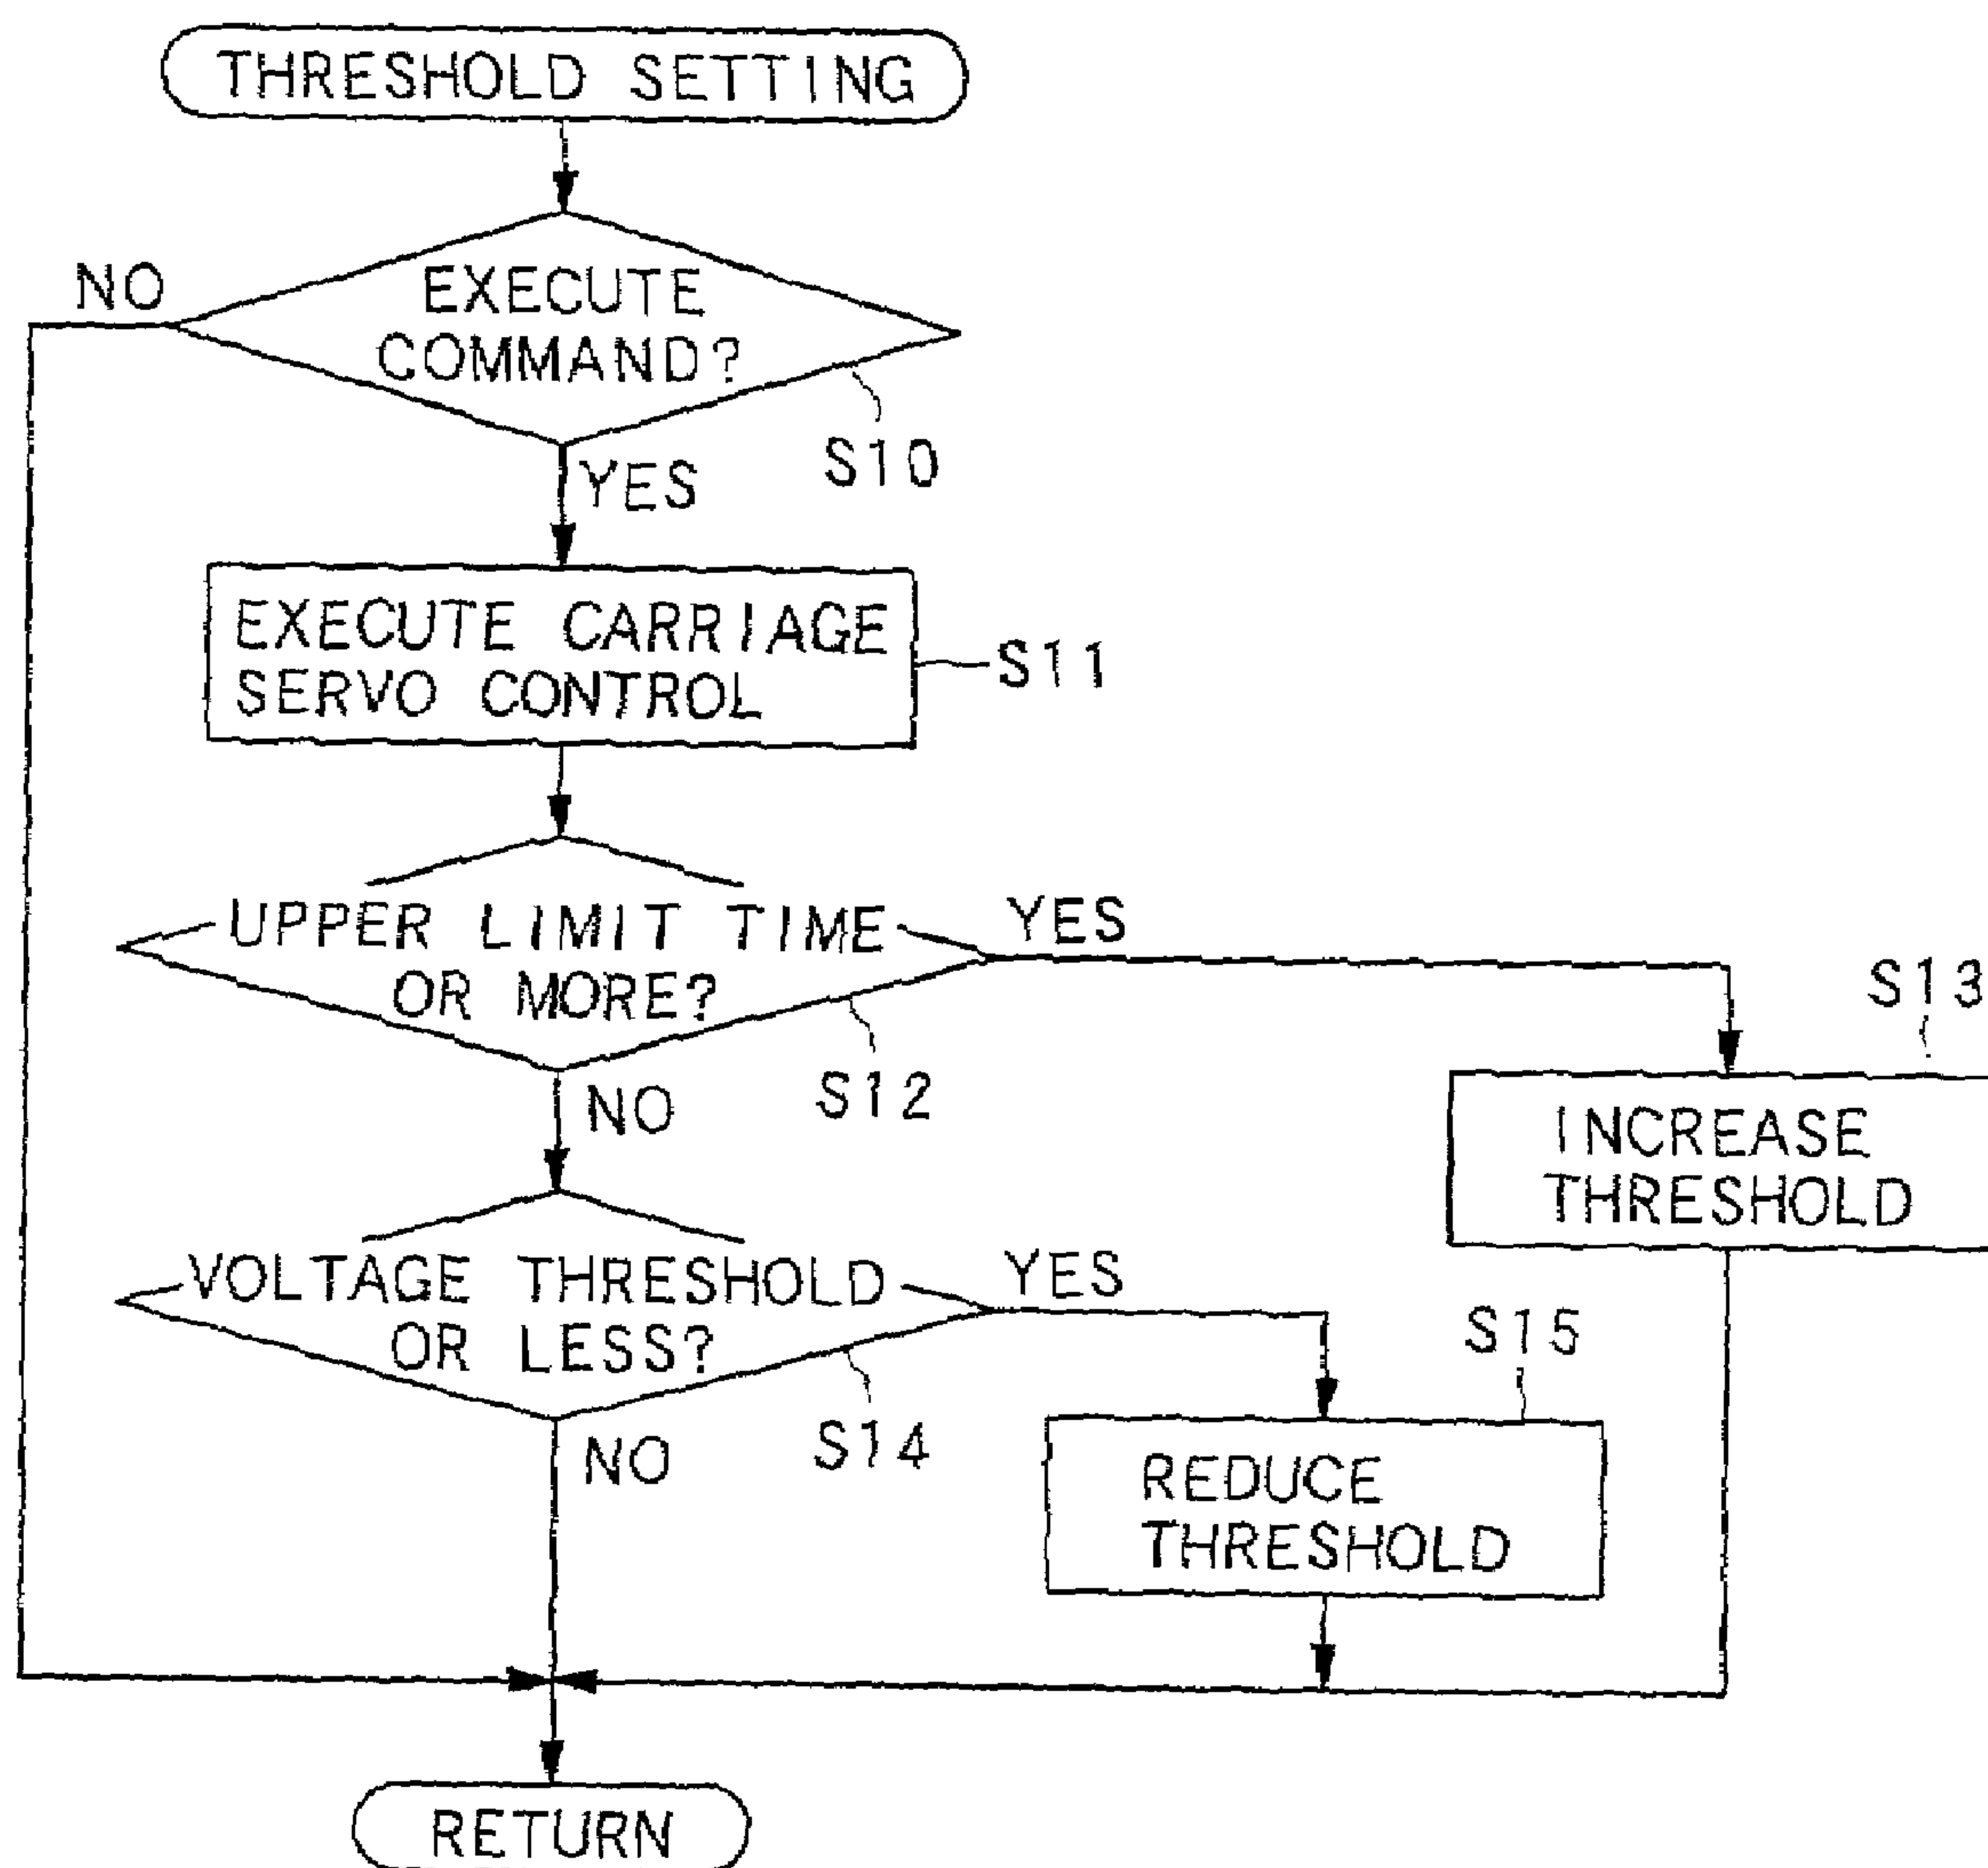 THRESHOLD SETTING
NO
EXECUTE
COMMAND?
S10
YES
EXECUTE CARRIAGE
SERVO CONTROL
S11
UPPER LIMIT TIME
OR MORE?
YES
S12
NO
S13
INCREASE
THRESHOLD
VOLTAGE THRESHOLD
OR LESS?
YES
S14
NO
S15
REDUCE
THRESHOLD
RETURN